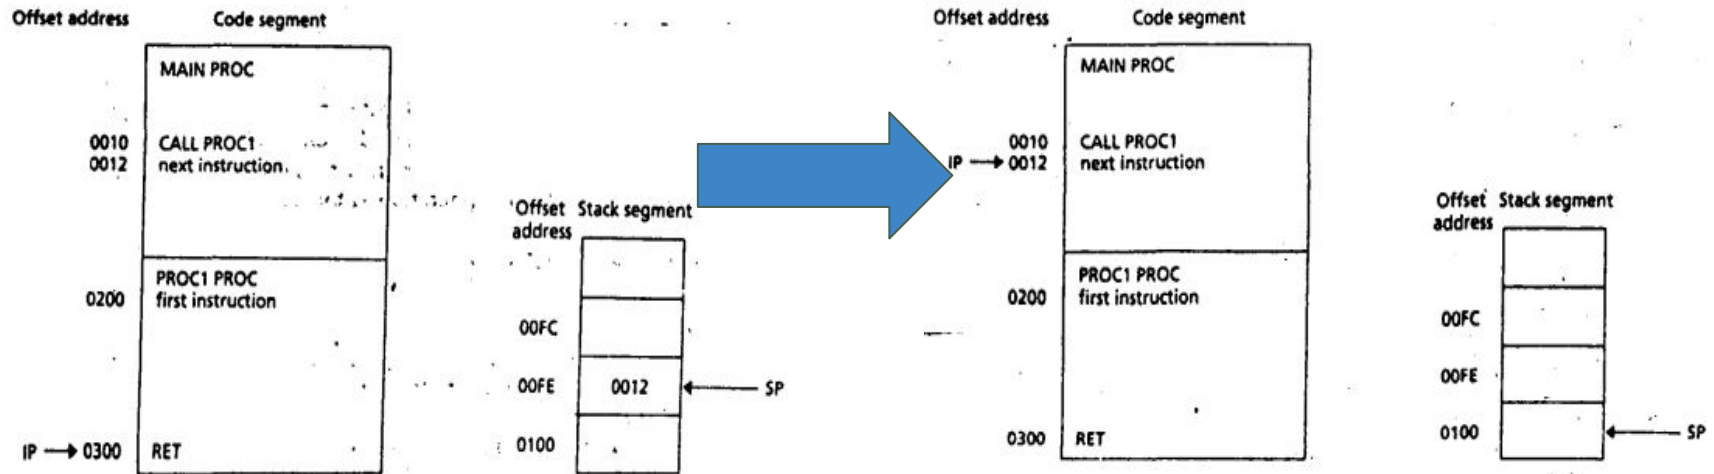 Offset address Code segment
MAIN PROC
0010 CALL PROC1
0012 next instruction
PROC1 PROC
0200 first instruction
IP 0300 RET
Offset Stack segment
address
00FC
00FE 0012 SP
0100
Offset address Code segment
MAIN PROC
0010 CALL PROC1
IP 0012 next instruction
PROC1 PROC
0200 first instruction
0300 RET
Offset Stack segment
address
00FC
00FE
0100 SP